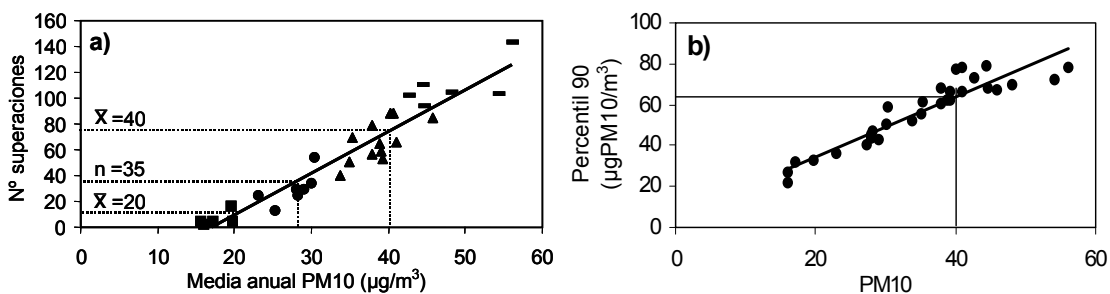 a)
Nº superaciones
160
140
120
100
80
60
40
20
0
X̅ =40
n =35
X̅ =20
0 10 20 30 40 50 60
Media anual PM10 (µg/m³)
b)
Percentil 90
(µgPM10/m³)
100
80
60
40
20
0
0 20 40 60
PM10